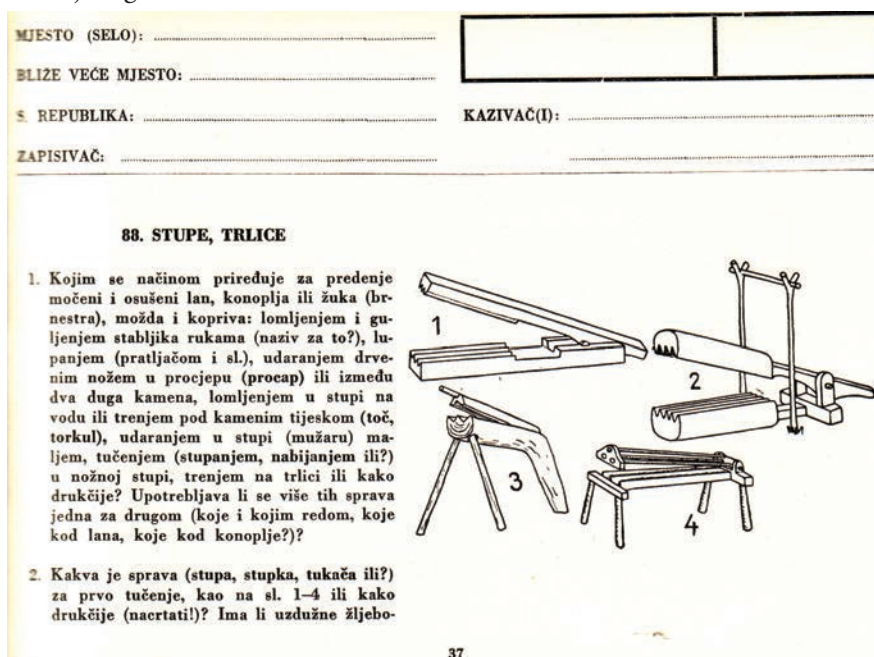 MJESTO (SELO):
BLIŽE VEĆE MJESTO:
S. REPUBLIKA:
KAZIVAČ(I):
ZAPISIVAČ:
88. STUPE, TRLICE
1. Kojim se načinom priređuje za predenje
močeni i osušeni lan, konoplja ili žuka (br-
nestra), možda i kopriva: lomljenjem i gu-
ljenjem stabljika rukama (naziv za to?), lu-
panjem (pratljačom i sl.), udaranjem drve-
nim nožem u procjepu (procap) ili između
dva duga kamena, lomljenjem u stupi na
vodu ili trenjem pod kamenim tijeskom (toč,
torkul), udaranjem u stupi (mužaru) ma-
ljem, tučenjem (stupanjem, nabijanjem ili?)
u nožnoj stupi, trenjem na trlici ili kako
drukčije? Upotrebljava li se više tih sprava
jedna za drugom (koje i kojim redom, koje
kod lana, koje kod konoplje?)?
2. Kakva je sprava (stupa, stupka, tukača ili?)
za prvo tučenje, kao na sl. 1–4 ili kako
drukčije (nacrtati!)? Ima li uzdužne žljebo-
1
2
3
4
37